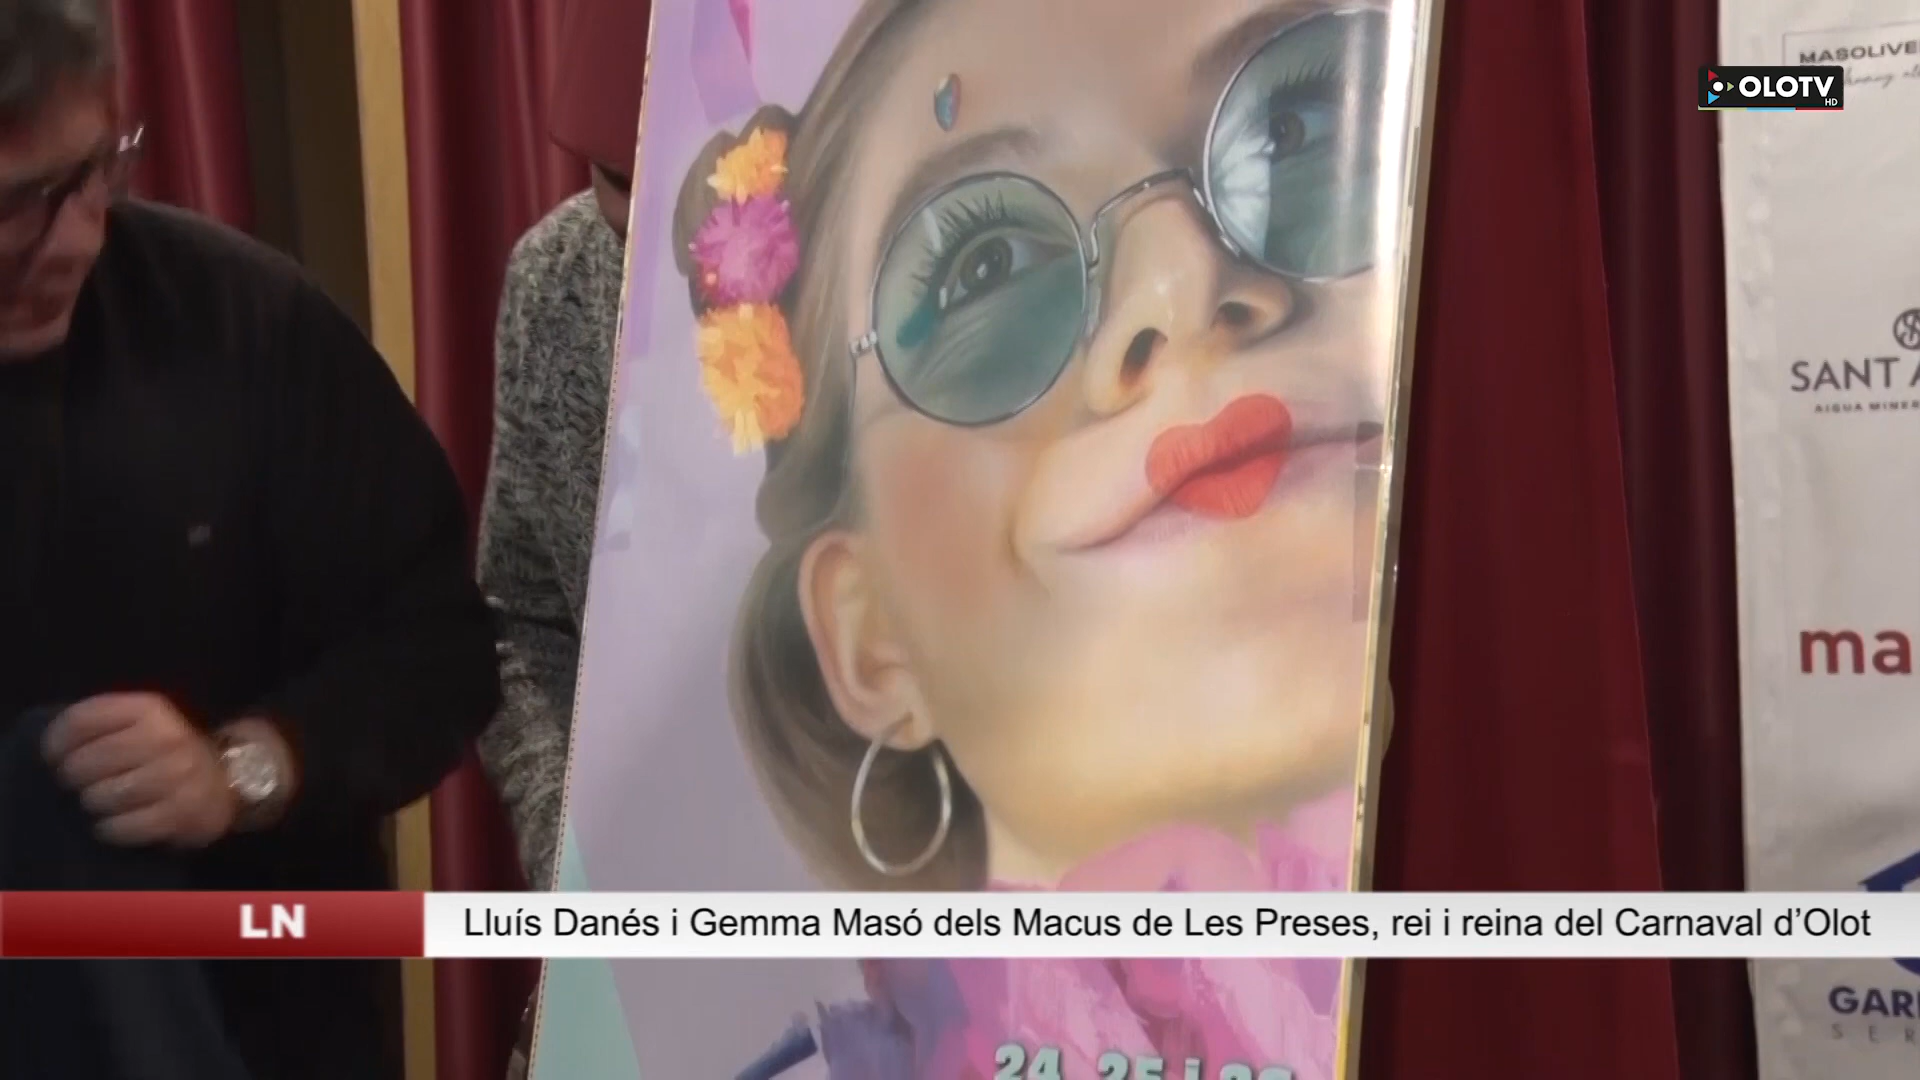 MASOLIVE
OLOTV
HD
SANT A
AIGUA MINER
ma
LN
Lluís Danés i Gemma Masó dels Macus de Les Preses, rei i reina del Carnaval d’Olot
GAR
S E R
24, 25 i